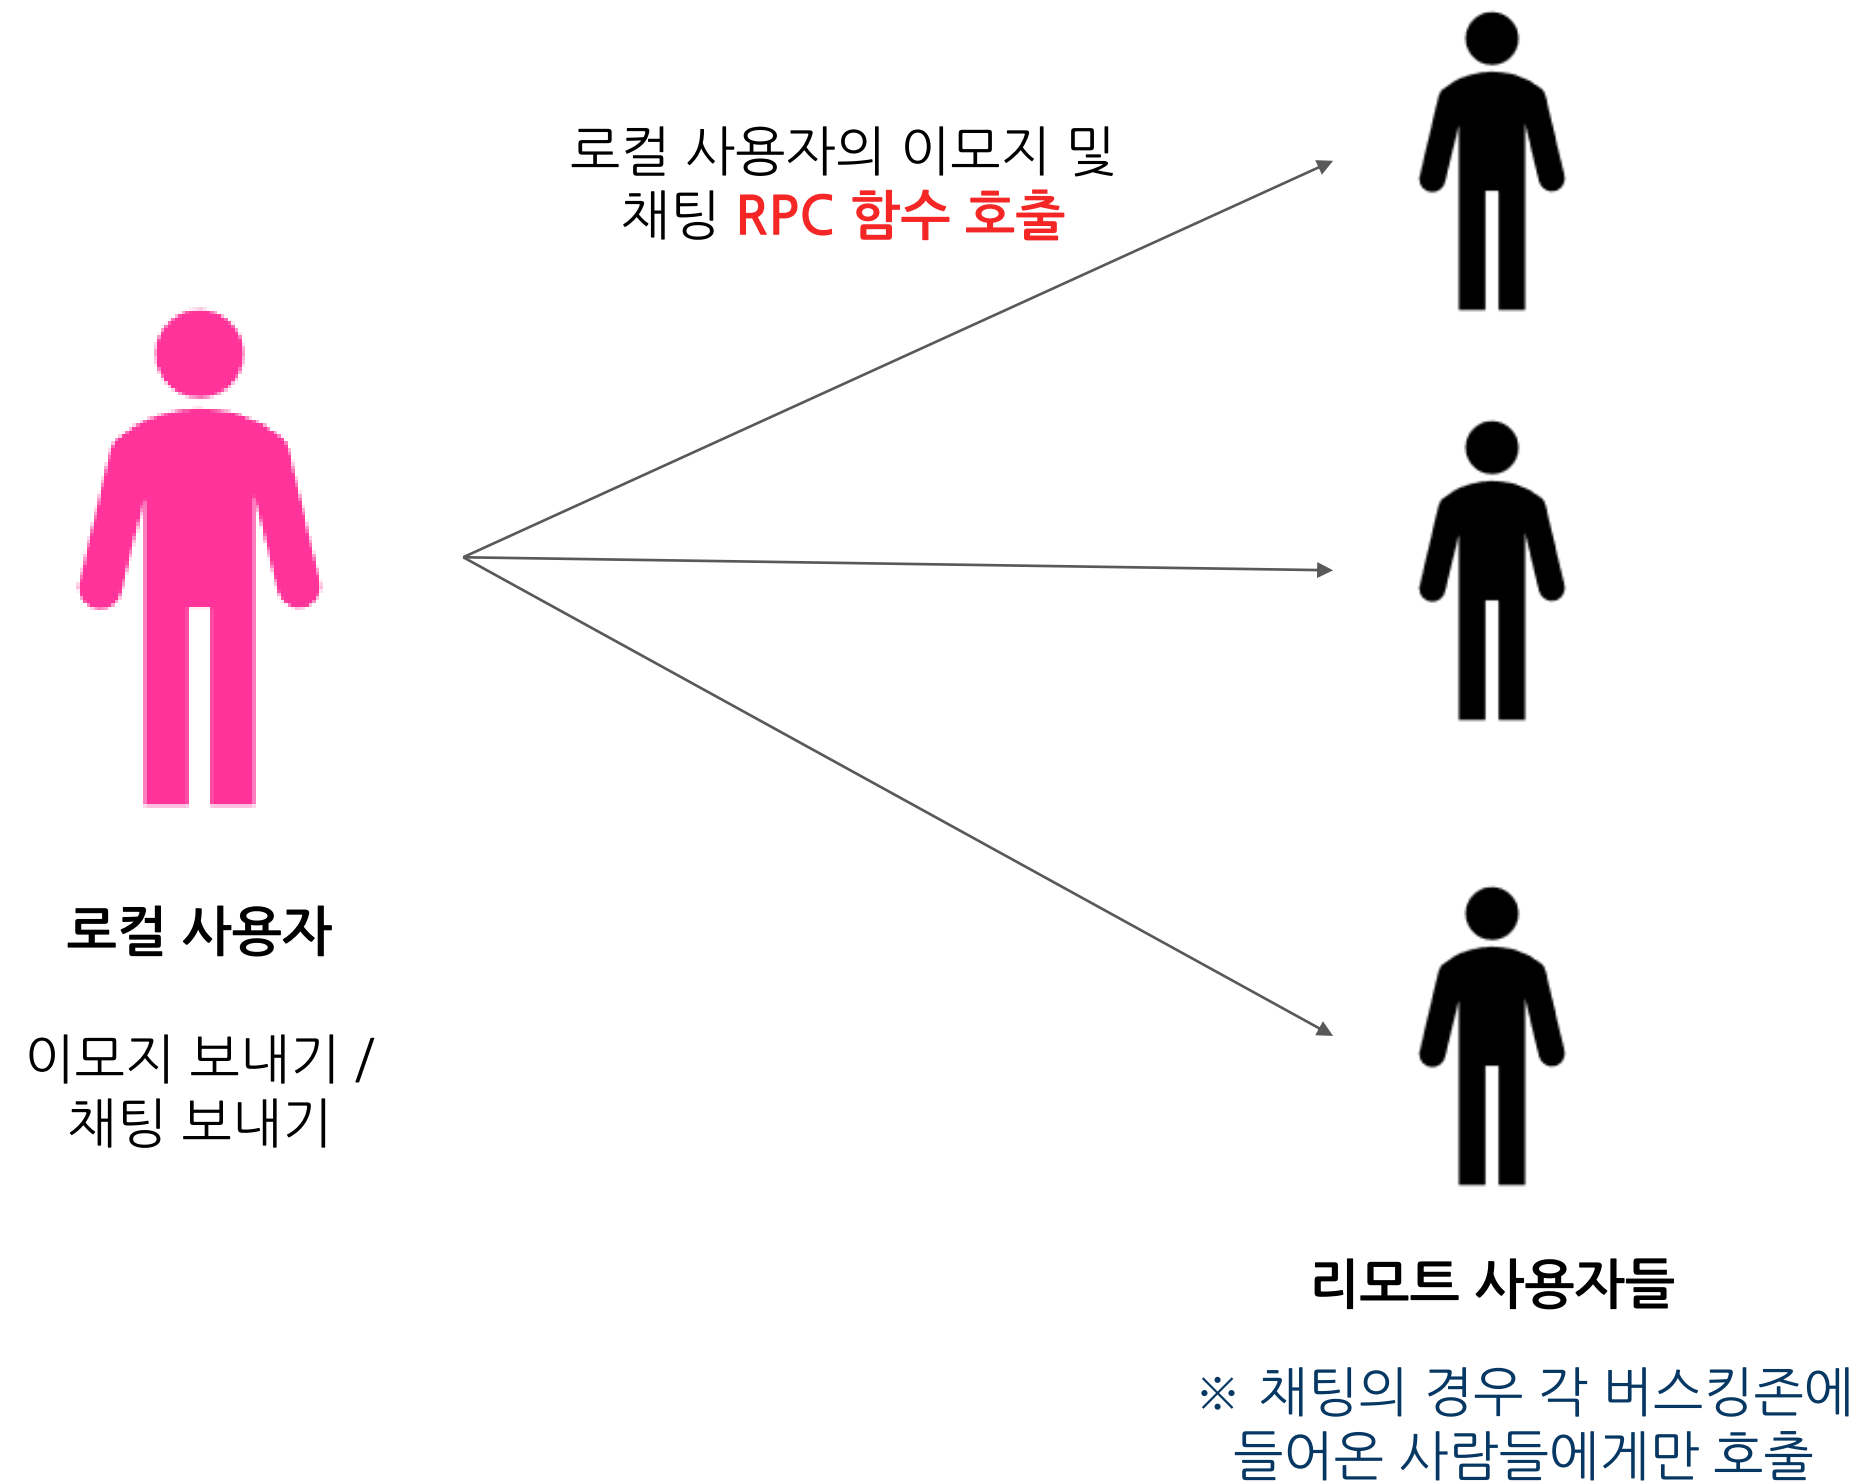 로컬 사용자의 이모지 및
채팅 RPC 함수 호출
로컬 사용자
이모지 보내기 /
채팅 보내기
리모트 사용자들
※ 채팅의 경우 각 버스킹존에
들어온 사람들에게만 호출